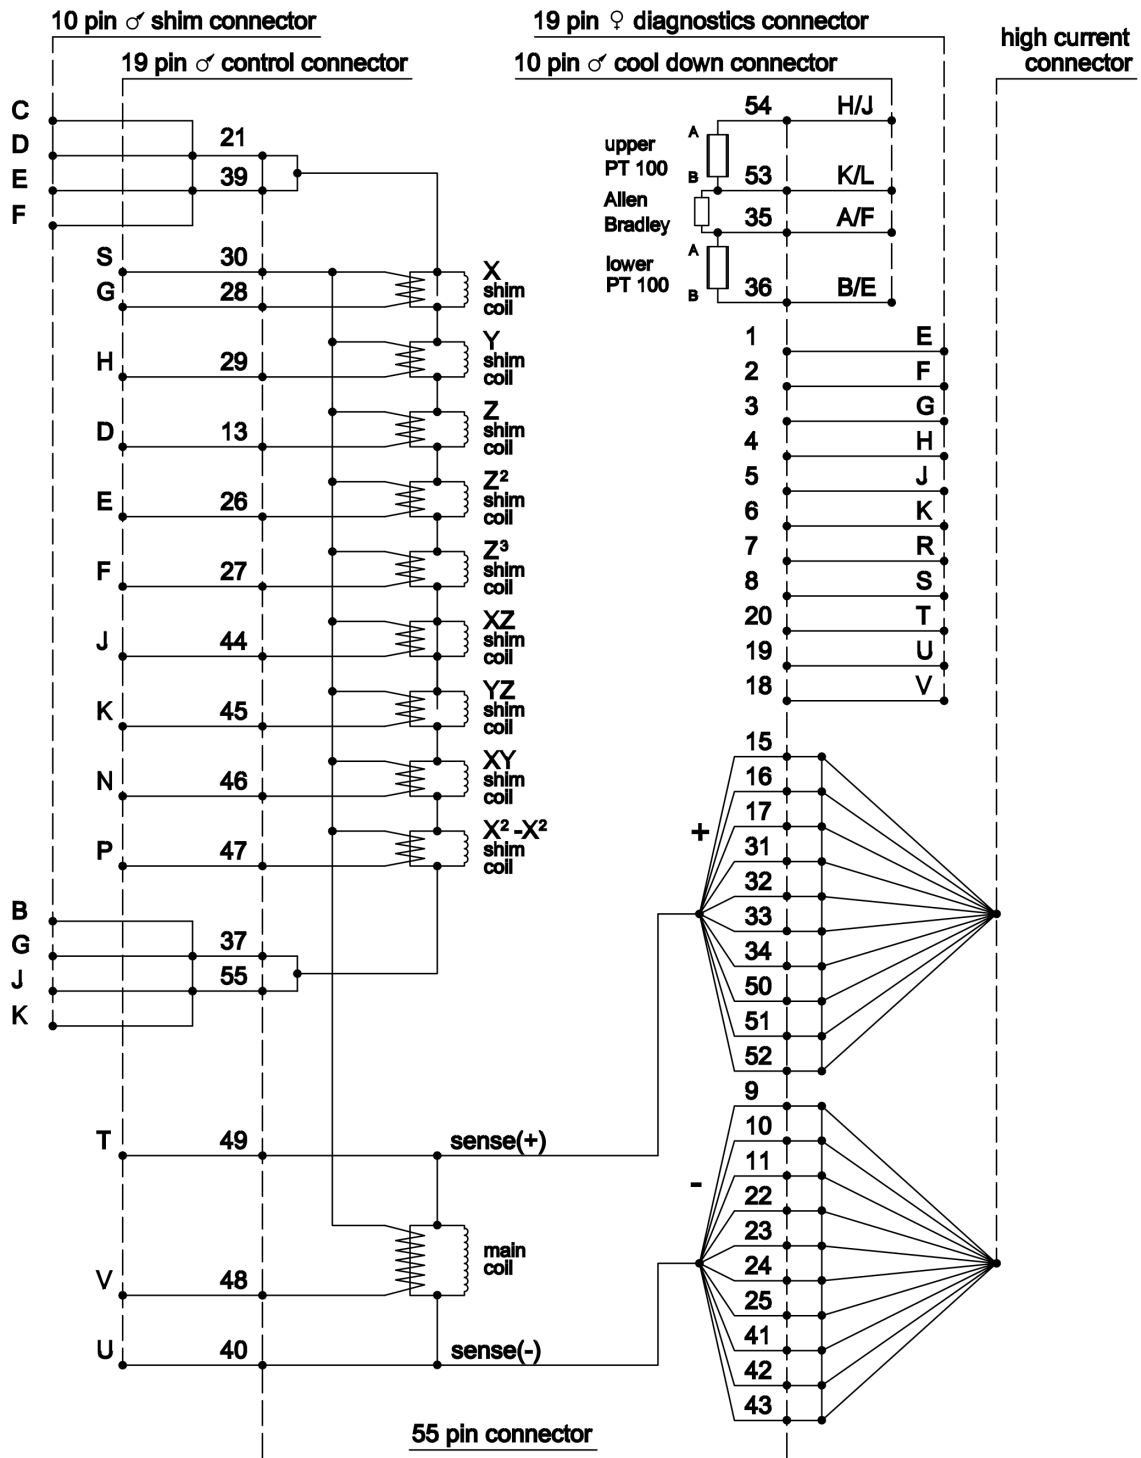 10 pin ♂ shim connector
19 pin ♀ diagnostics connector
high current
connector
19 pin ♂ control connector
10 pin ♂ cool down connector
C
D 21
E 39
F
S 30
G 28
X
shim
coil
H 29
Y
shim
coil
D 13
Z
shim
coil
E 26
Z²
shim
coil
F 27
Z³
shim
coil
J 44
XZ
shim
coil
K 45
YZ
shim
coil
N 46
XY
shim
coil
P 47
X² -X²
shim
coil
B
G 37
J 55
K
T 49 sense(+)
V 48
main
coil
U 40 sense(-)
54 H/J
A
upper
PT 100
B
53 K/L
Allen
Bradley
35 A/F
A
lower
PT 100
B
36 B/E
1 E
2 F
3 G
4 H
5 J
6 K
7 R
8 S
20 T
19 U
18 V
15
16
17
+
31
32
33
34
50
51
52
9
10
11
-
22
23
24
25
41
42
43
55 pin connector